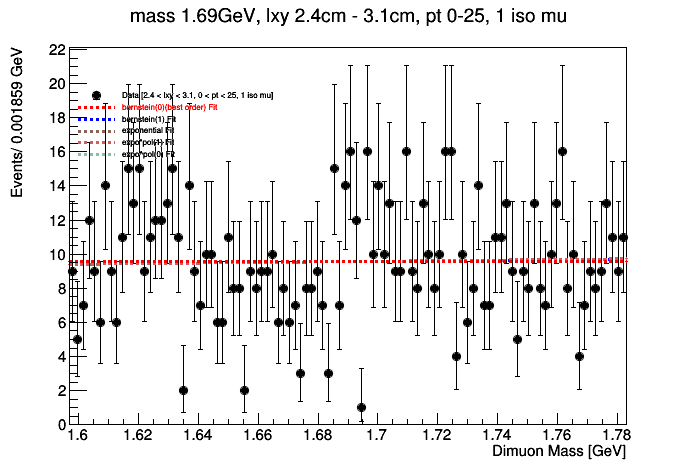 mass 1.69GeV, lxy 2.4cm - 3.1cm, pt 0-25, 1 iso mu
Events/ 0.001859 GeV
22
20
18
16
14
12
10
8
6
4
2
0
Data [2.4 < lxy < 3.1, 0 < pt < 25, 1 iso mu]
bernstein(0)(best order) Fit
bernstein(1) Fit
exponential Fit
expo*pol(1) Fit
expo*pol(0) Fit
1.6 1.62 1.64 1.66 1.68 1.7 1.72 1.74 1.76 1.78
Dimuon Mass [GeV]